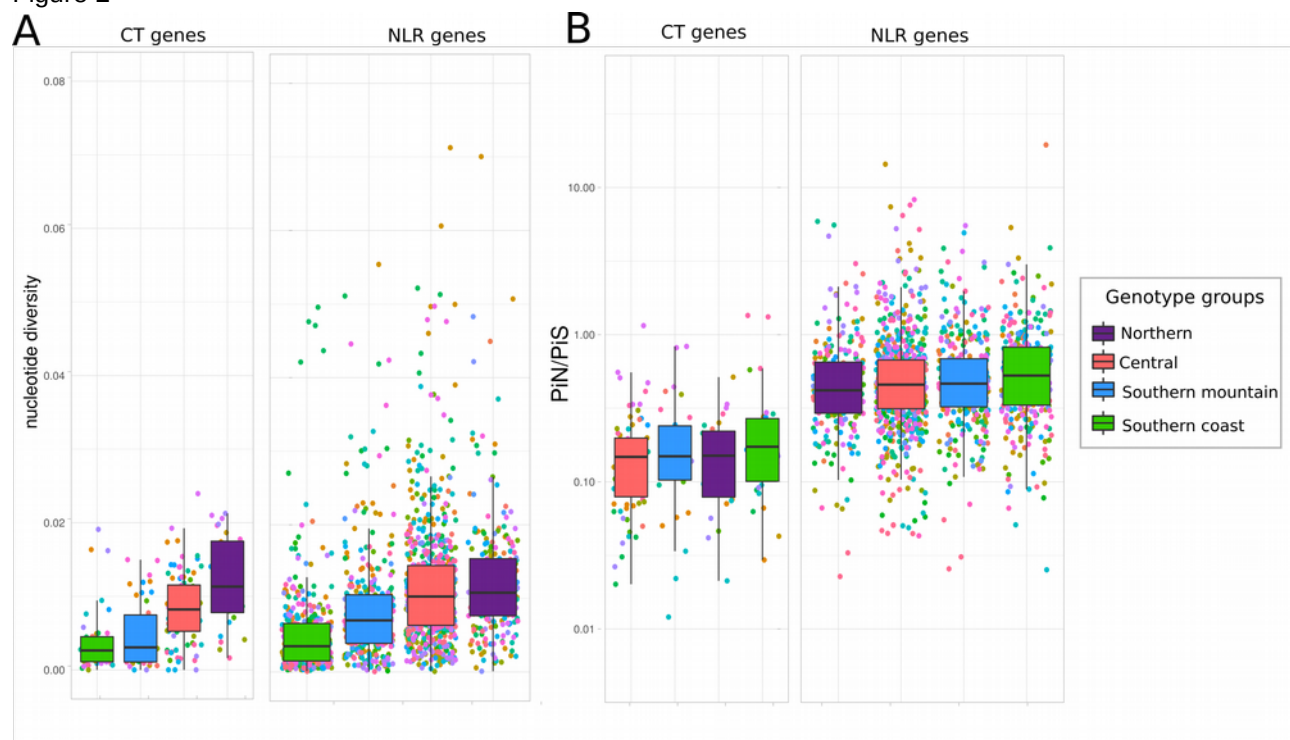 Figure 2
A
CT genes
NLR genes
0.08
0.06
0.04
0.02
0.00
nucleotide diversity
B
CT genes
NLR genes
10.00
1.00
0.10
0.01
PiN/PiS
Genotype groups
Northern
Central
Southern mountain
Southern coast